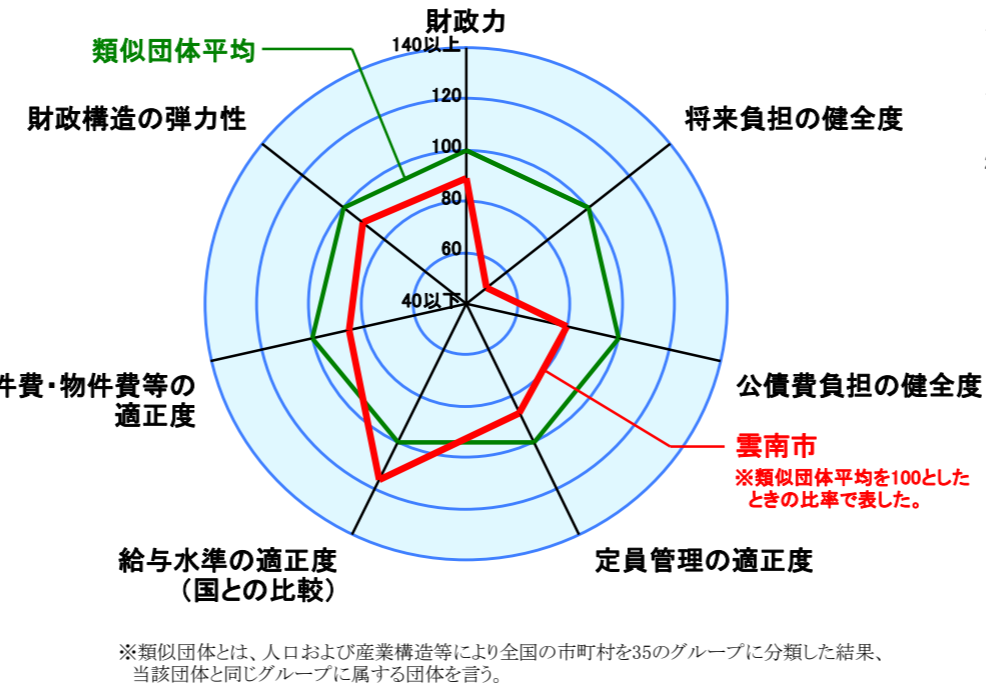 財政力
140以上
類似団体平均
120
財政構造の弾力性
将来負担の健全度
100
80
60
40以下
件費・物件費等の
適正度
公債費負担の健全度
雲南市
※類似団体平均を100とした
ときの比率で表した。
給与水準の適正度
（国との比較）
定員管理の適正度
※類似団体とは、人口および産業構造等により全国の市町村を35のグループに分類した結果、
当該団体と同じグループに属する団体を言う。